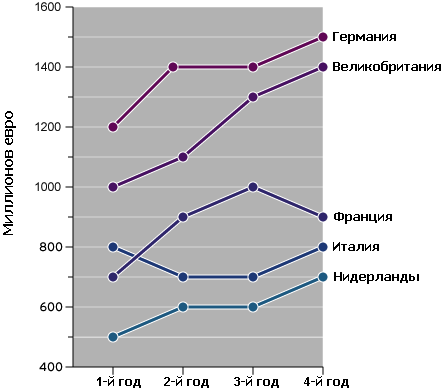 1600
1400
1200
1000
800
600
400
Миллионов евро
Германия
Великобритания
Франция
Италия
Нидерланды
1-й год 2-й год 3-й год 4-й год